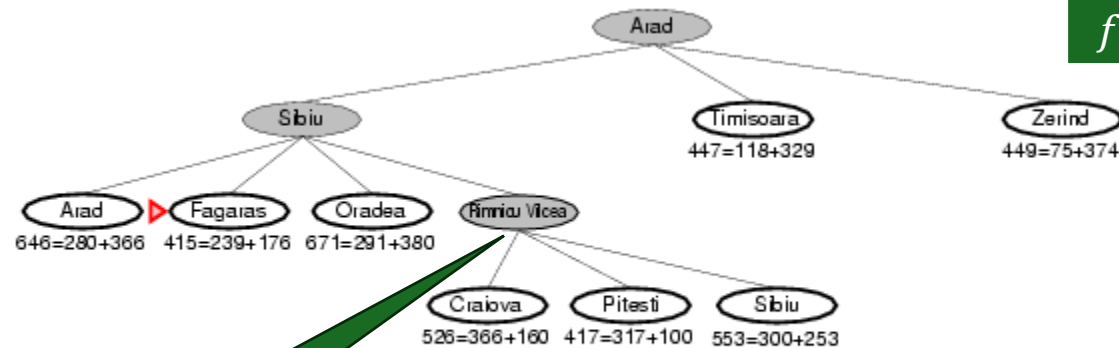 f
Arad
Sibiu
Timisoara
Zerind
447=118+329
449=75+374
Arad
Fagaras
Oradea
Rimnicu Vilcea
646=280+366
415=239+176
671=291+380
Craiova
Pitesti
Sibiu
526=366+160
417=317+100
553=300+253